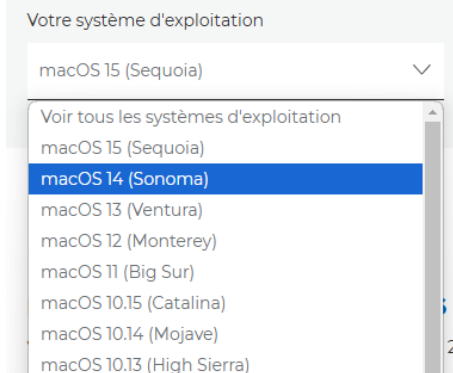 Votre système d'exploitation
macOS 15 (Sequoia)
Voir tous les systèmes d'exploitation
macOS 15 (Sequoia)
macOS 14 (Sonoma)
macOS 13 (Ventura)
macOS 12 (Monterey)
macOS 11 (Big Sur)
macOS 10.15 (Catalina)
macOS 10.14 (Mojave)
macOS 10.13 (High Sierra)